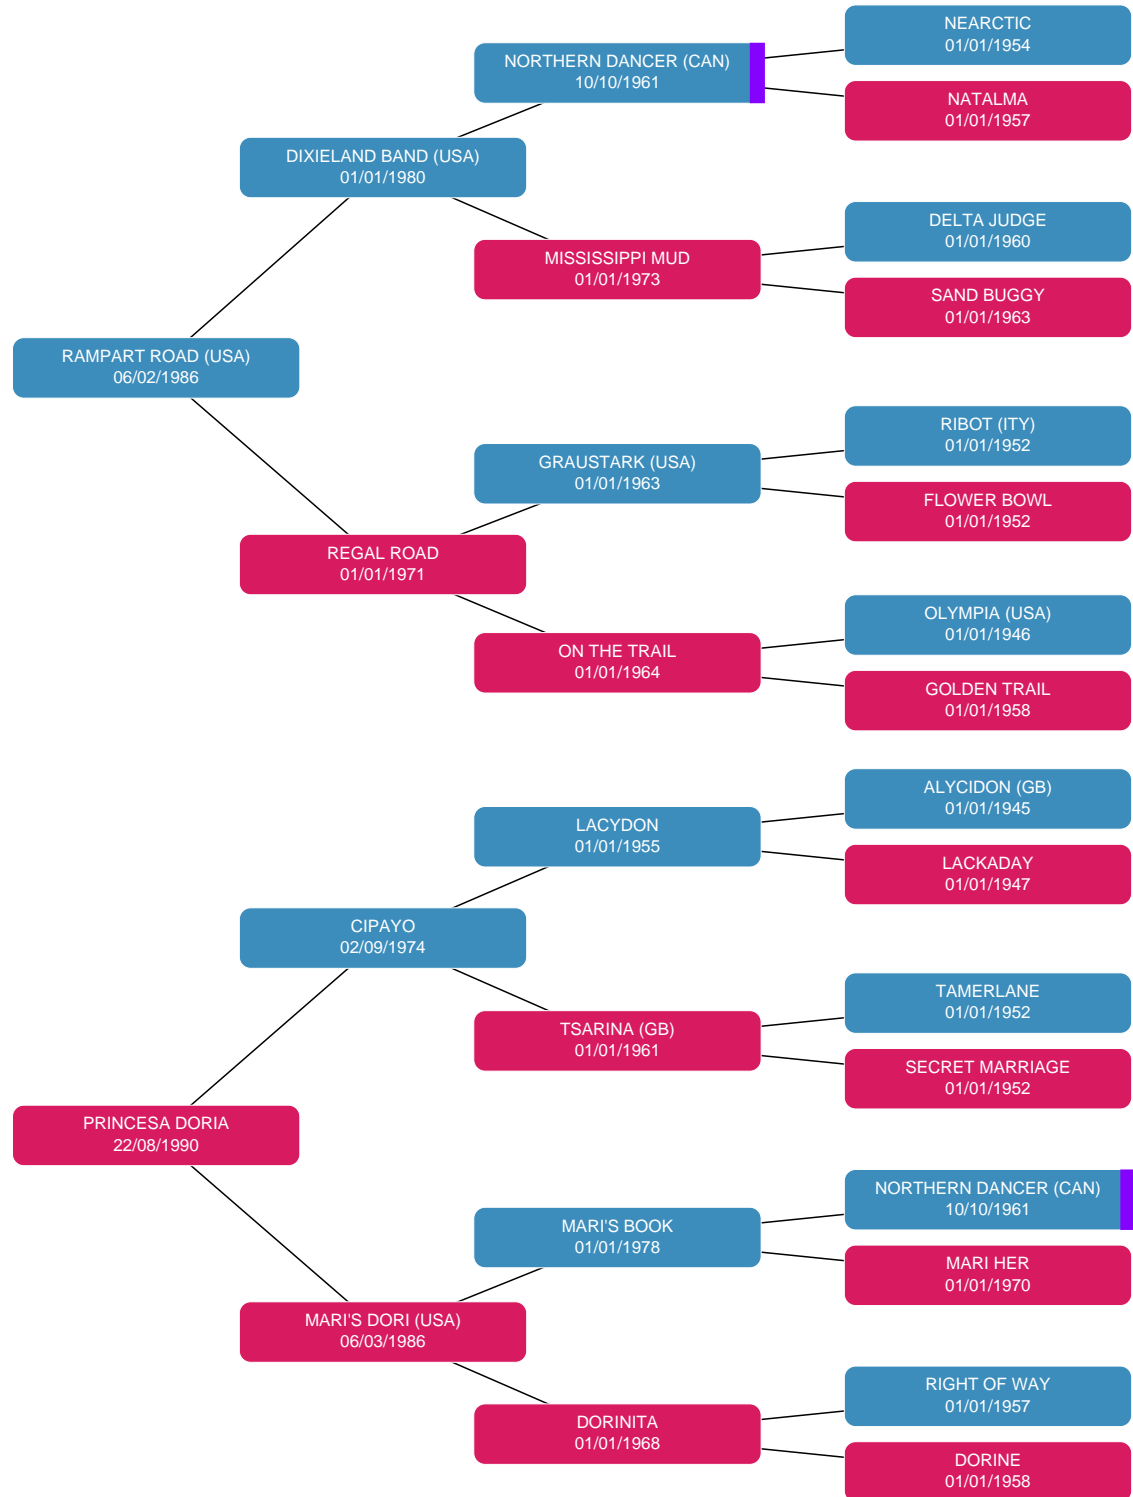 NEARCTIC
01/01/1954
NORTHERN DANCER (CAN)
10/10/1961
NATALMA
01/01/1957
DIXIELAND BAND (USA)
01/01/1980
DELTA JUDGE
01/01/1960
MISSISSIPPI MUD
01/01/1973
SAND BUGGY
01/01/1963
RAMPART ROAD (USA)
06/02/1986
RIBOT (ITY)
01/01/1952
GRAUSTARK (USA)
01/01/1963
FLOWER BOWL
01/01/1952
REGAL ROAD
01/01/1971
OLYMPIA (USA)
01/01/1946
ON THE TRAIL
01/01/1964
GOLDEN TRAIL
01/01/1958
ALYCIDON (GB)
01/01/1945
LACYDON
01/01/1955
LACKADAY
01/01/1947
CIPAYO
02/09/1974
TAMERLANE
01/01/1952
TSARINA (GB)
01/01/1961
SECRET MARRIAGE
01/01/1952
PRINCESA DORIA
22/08/1990
NORTHERN DANCER (CAN)
10/10/1961
MARI'S BOOK
01/01/1978
MARI HER
01/01/1970
MARI'S DORI (USA)
06/03/1986
RIGHT OF WAY
01/01/1957
DORINITA
01/01/1968
DORINE
01/01/1958